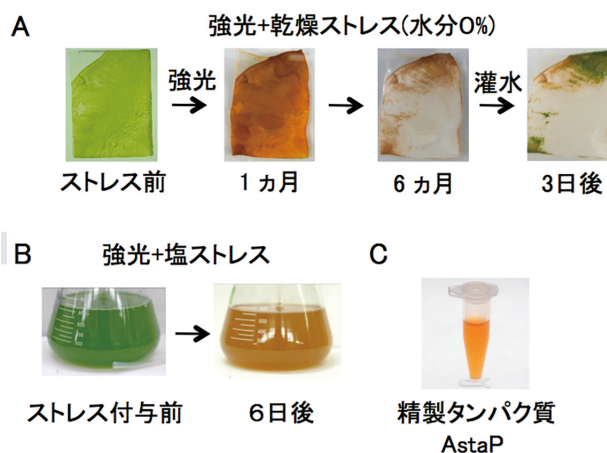 A
強光+乾燥ストレス(水分0%)
強光
灌水
ストレス前
1ヵ月
6ヵ月
3日後
B
強光+塩ストレス
C
ストレス付与前
6日後
精製タンパク質
AstaP